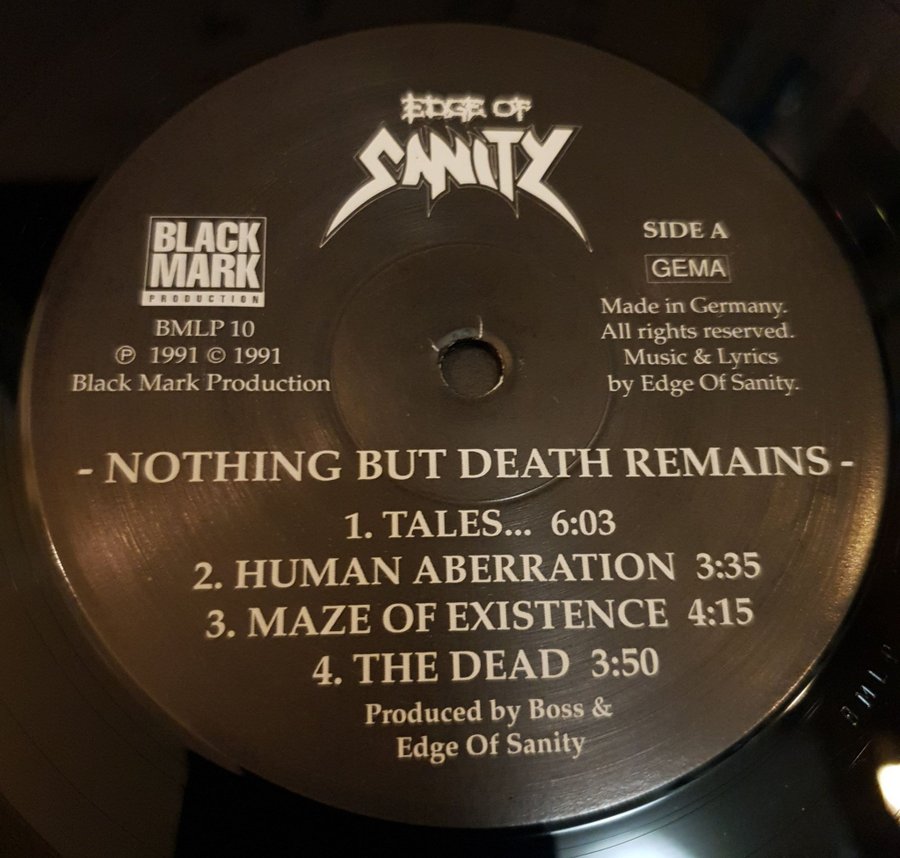 EDGE OF
SANITY
BLACK
MARK
PRODUCTION
BMLP 10
℗ 1991 © 1991
Black Mark Production
SIDE A
GEMA
Made in Germany.
All rights reserved.
Music & Lyrics
by Edge Of Sanity.
- NOTHING BUT DEATH REMAINS -
1. TALES... 6:03
2. HUMAN ABERRATION 3:35
3. MAZE OF EXISTENCE 4:15
4. THE DEAD 3:50
Produced by Boss &
Edge Of Sanity
BMLP